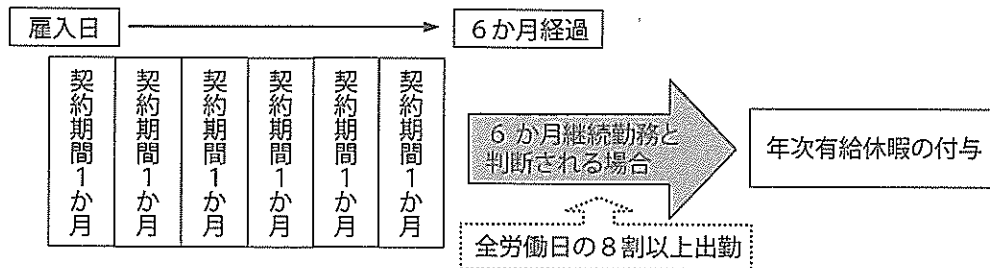 雇入日
6か月経過
契約期間1か月
契約期間1か月
契約期間1か月
契約期間1か月
契約期間1か月
契約期間1か月
6か月継続勤務と
判断される場合
年次有給休暇の付与
全労働日の8割以上出勤